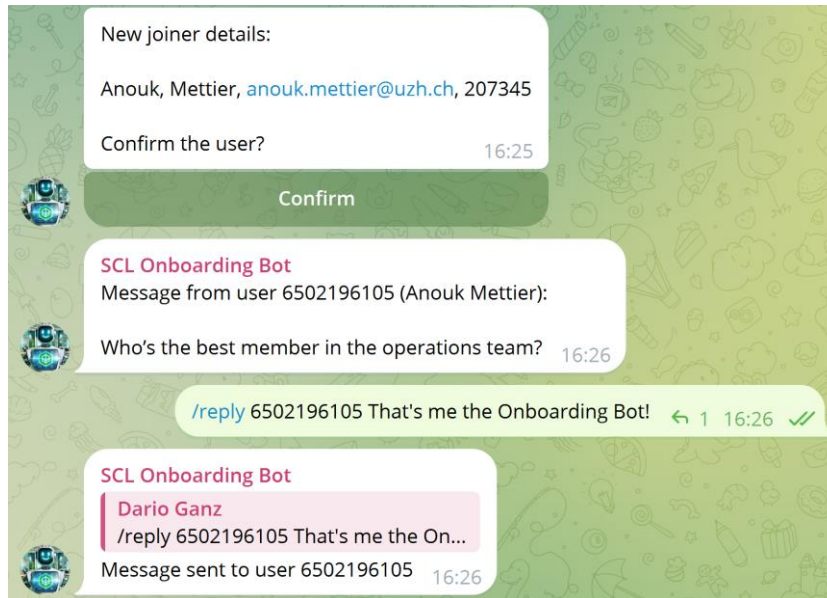 New joiner details:
Anouk, Mettier, anouk.mettier@uzh.ch, 207345
Confirm the user?
16:25
Confirm
SCL Onboarding Bot
Message from user 6502196105 (Anouk Mettier):
Who's the best member in the operations team? 16:26
/reply 6502196105 That's me the Onboarding Bot! 1 16:26
SCL Onboarding Bot
Dario Ganz
/reply 6502196105 That's me the On...
Message sent to user 6502196105 16:26